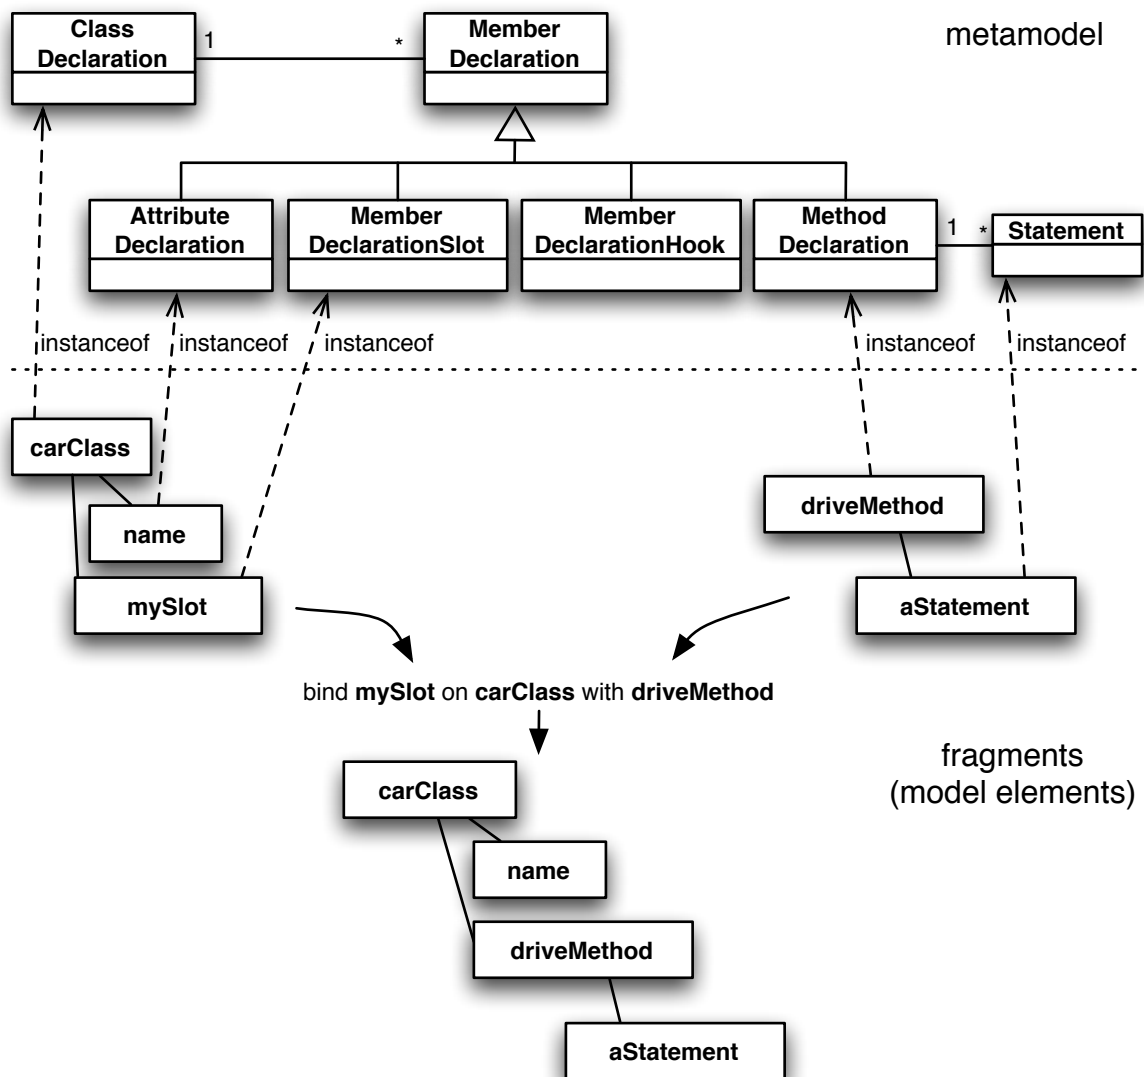 Class
Declaration
1
*
Member
Declaration
metamodel
Attribute
Declaration
Member
DeclarationSlot
Member
DeclarationHook
Method
Declaration
1
*
Statement
instanceof
instanceof
instanceof
instanceof
instanceof
carClass
name
mySlot
driveMethod
aStatement
bind mySlot on carClass with driveMethod
fragments
(model elements)
carClass
name
driveMethod
aStatement